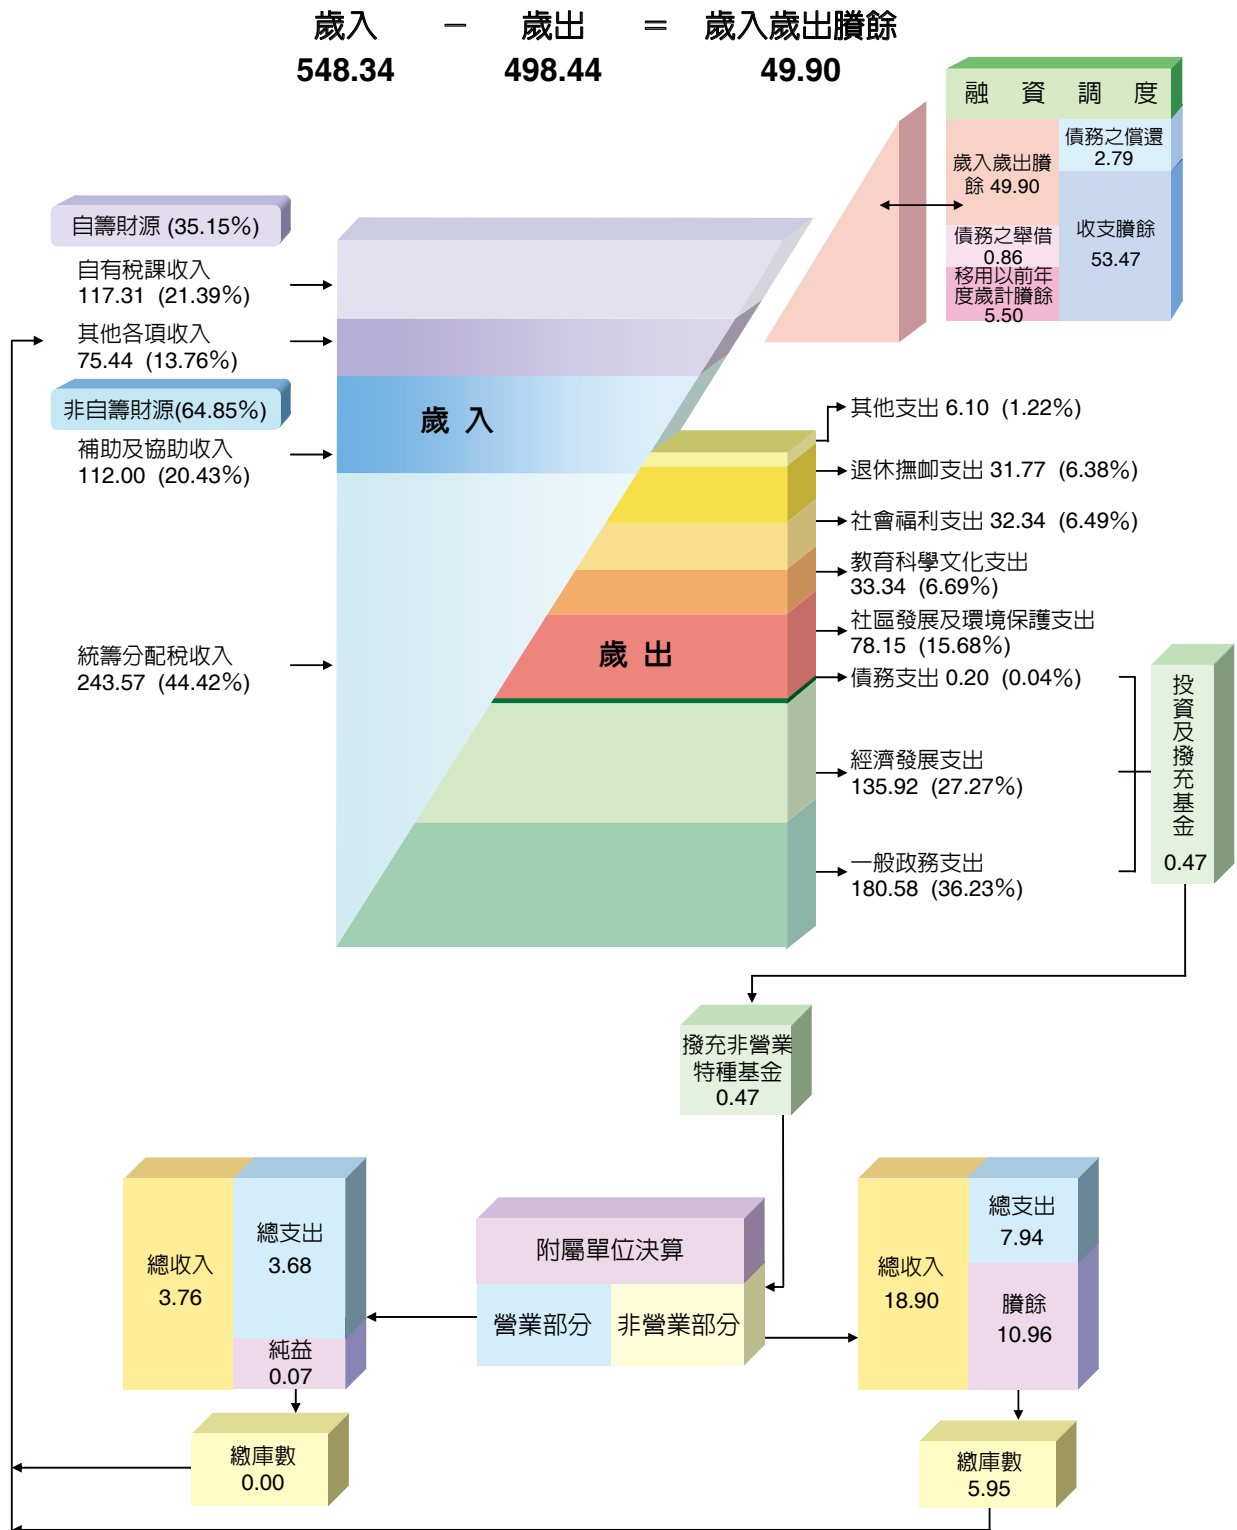 歲入 － 歲出 ＝ 歲入歲出賸餘
548.34 498.44 49.90
融資調度
歲入歲出賸
餘 49.90
債務之舉借
0.86
移用以前年
度歲計賸餘
5.50
債務之償還
2.79
收支賸餘
53.47
自籌財源 (35.15%)
自有稅課收入
117.31 (21.39%)
其他各項收入
75.44 (13.76%)
非自籌財源(64.85%)
補助及協助收入
112.00 (20.43%)
統籌分配稅收入
243.57 (44.42%)
歲入
歲出
其他支出 6.10 (1.22%)
退休撫卹支出 31.77 (6.38%)
社會福利支出 32.34 (6.49%)
教育科學文化支出
33.34 (6.69%)
社區發展及環境保護支出
78.15 (15.68%)
債務支出 0.20 (0.04%)
經濟發展支出
135.92 (27.27%)
一般政務支出
180.58 (36.23%)
投資及撥充基金
0.47
撥充非營業
特種基金
0.47
總收入
3.76
總支出
3.68
純益
0.07
繳庫數
0.00
附屬單位決算
營業部分
非營業部分
總收入
18.90
總支出
7.94
賸餘
10.96
繳庫數
5.95